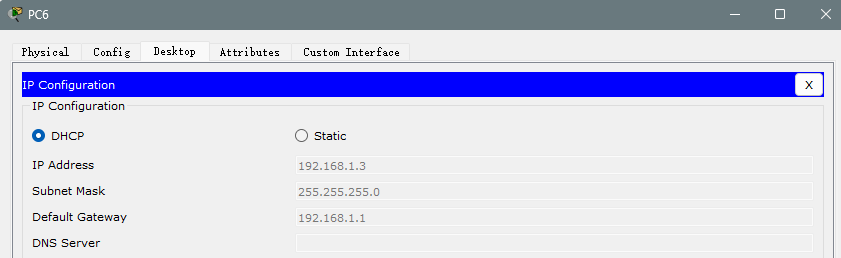 PC6
Physical Config Desktop Attributes Custom Interface
IP Configuration X
IP Configuration
DHCP Static
IP Address 192.168.1.3
Subnet Mask 255.255.255.0
Default Gateway 192.168.1.1
DNS Server